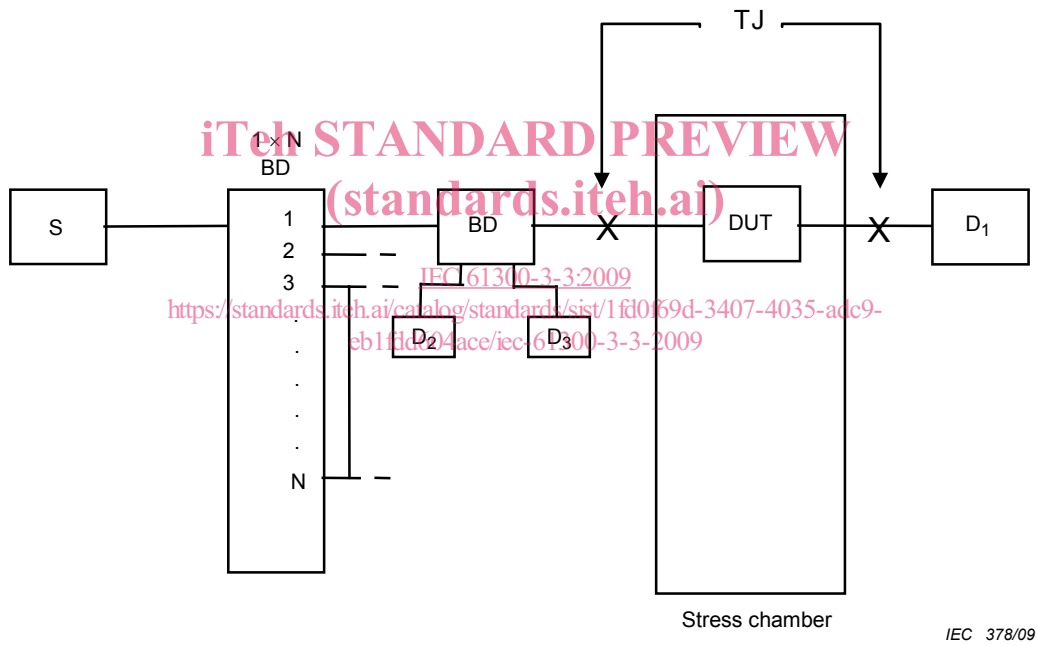 TJ
iTeh STANDARD PREVIEW
1 × N
BD
(standards.iteh.ai)
S
1
2
3
.
.
.
.
.
N
BD
DUT
D₁
IEC 61300-3-3:2009
https://standards.iteh.ai/catalog/standards/sist/1fd0f69d-3407-4035-adc9-
eb1fdd004ace/iec-61300-3-3-2009
D₂
D₃
Stress chamber
IEC 378/09